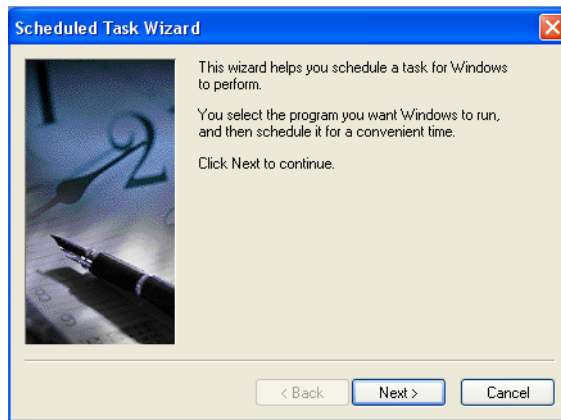 Scheduled Task Wizard
This wizard helps you schedule a task for Windows
to perform.
You select the program you want Windows to run,
and then schedule it for a convenient time.
Click Next to continue.
< Back
Next >
Cancel